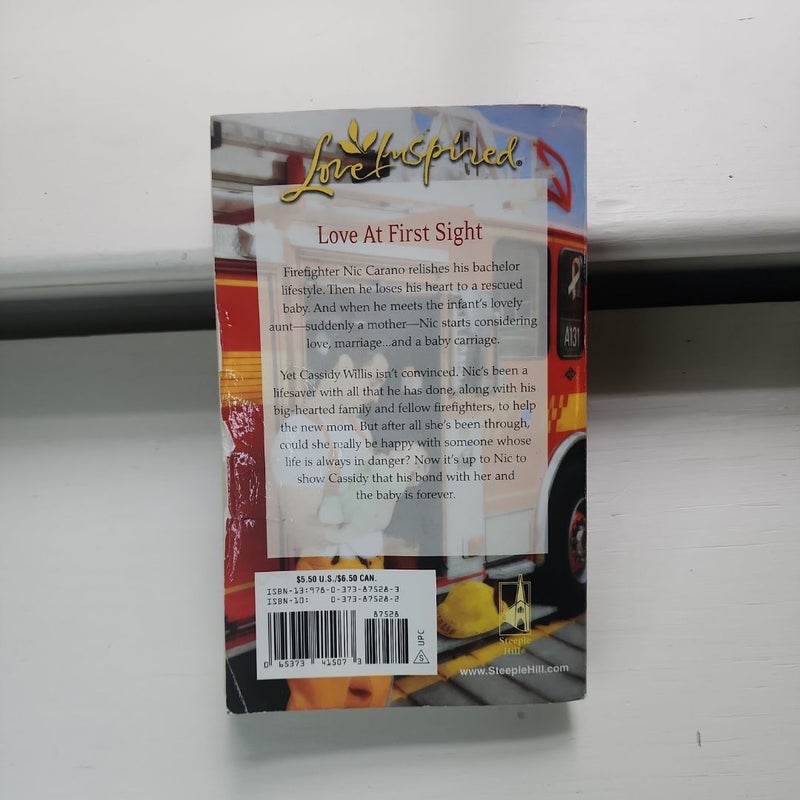 Love Inspired®
Love At First Sight
Firefighter Nic Carano relishes his bachelor
lifestyle. Then he loses his heart to a rescued
baby. And when he meets the infant's lovely
aunt—suddenly a mother—Nic starts considering
love, marriage...and a baby carriage.
Yet Cassidy Willis isn't convinced. Nic's been a
lifesaver with all that he has done, along with his
big-hearted family and fellow firefighters, to help
the new mom. But after all she's been through,
could she really be happy with someone whose
life is always in danger? Now it's up to Nic to
show Cassidy that his bond with her and
the baby is forever.
A131
$5.50 U.S./$6.50 CAN.
ISBN-13:978-0-373-87528-3
ISBN-10: 0-373-87528-2
87528
0 65373 41507 3
S UPC
Steeple
Hill®
www.SteepleHill.com